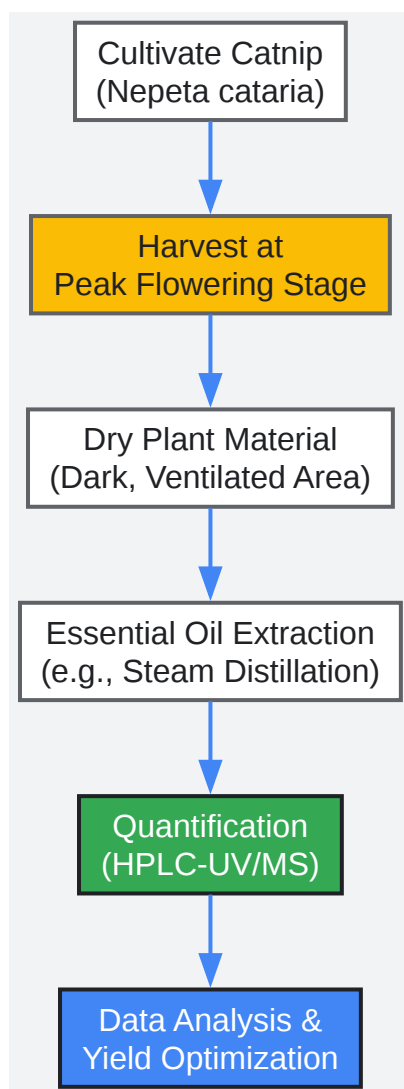 Cultivate Catnip
(Nepeta cataria)
Harvest at
Peak Flowering Stage
Dry Plant Material
(Dark, Ventilated Area)
Essential Oil Extraction
(e.g., Steam Distillation)
Quantification
(HPLC-UV/MS)
Data Analysis &
Yield Optimization